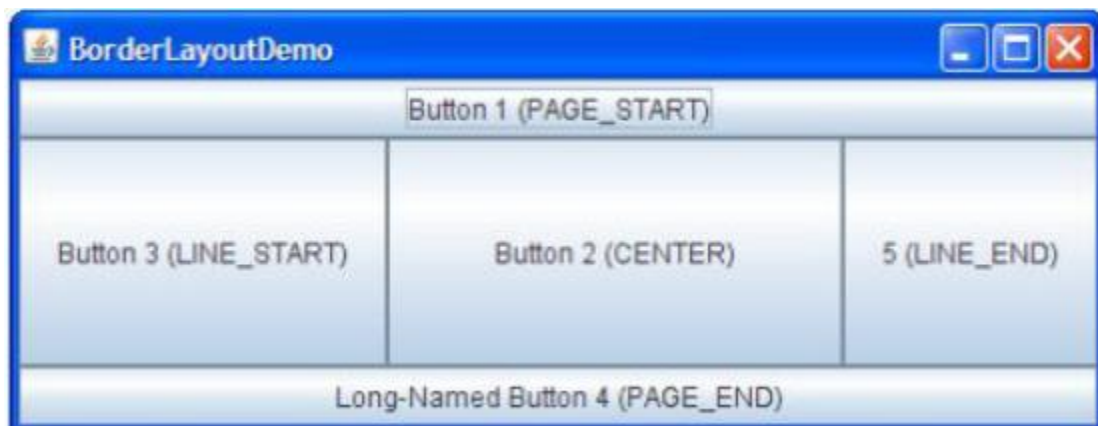 BorderLayoutDemo
Button 1 (PAGE_START)
Button 3 (LINE_START)
Button 2 (CENTER)
5 (LINE_END)
Long-Named Button 4 (PAGE_END)